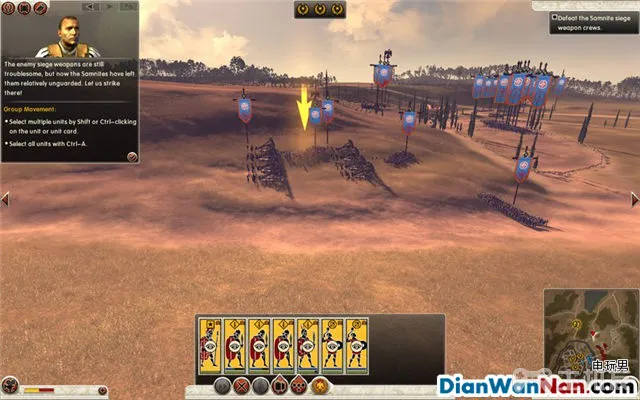 The enemy siege weapons are still
troublesome, but now the Samnites have left
them relatively unguarded. Let us strike
there!
Group Movement:
• Select multiple units by Shift or Ctrl-clicking
on the unit or unit card.
• Select all units with Ctrl-A.
Defeat the Samnite siege
weapon crews.
电玩男
DianWanNan.com